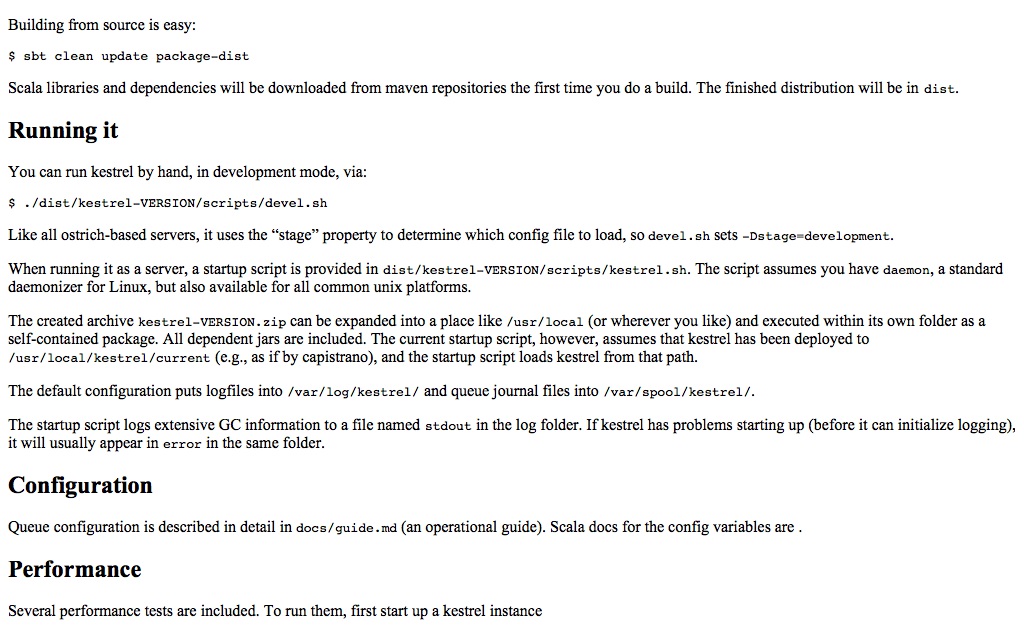 Building from source is easy:
$ sbt clean update package-dist
Scala libraries and dependencies will be downloaded from maven repositories the first time you do a build. The finished distribution will be in dist.
Running it
You can run kestrel by hand, in development mode, via:
$ ./dist/kestrel-VERSION/scripts/devel.sh
Like all ostrich-based servers, it uses the “stage” property to determine which config file to load, so devel.sh sets -Dstage=development.
When running it as a server, a startup script is provided in dist/kestrel-VERSION/scripts/kestrel.sh. The script assumes you have daemon, a standard
daemonizer for Linux, but also available for all common unix platforms.
The created archive kestrel-VERSION.zip can be expanded into a place like /usr/local (or wherever you like) and executed within its own folder as a
self-contained package. All dependent jars are included. The current startup script, however, assumes that kestrel has been deployed to
/usr/local/kestrel/current (e.g., as if by capistrano), and the startup script loads kestrel from that path.
The default configuration puts logfiles into /var/log/kestrel/ and queue journal files into /var/spool/kestrel/.
The startup script logs extensive GC information to a file named stdout in the log folder. If kestrel has problems starting up (before it can initialize logging),
it will usually appear in error in the same folder.
Configuration
Queue configuration is described in detail in docs/guide.md (an operational guide). Scala docs for the config variables are .
Performance
Several performance tests are included. To run them, first start up a kestrel instance